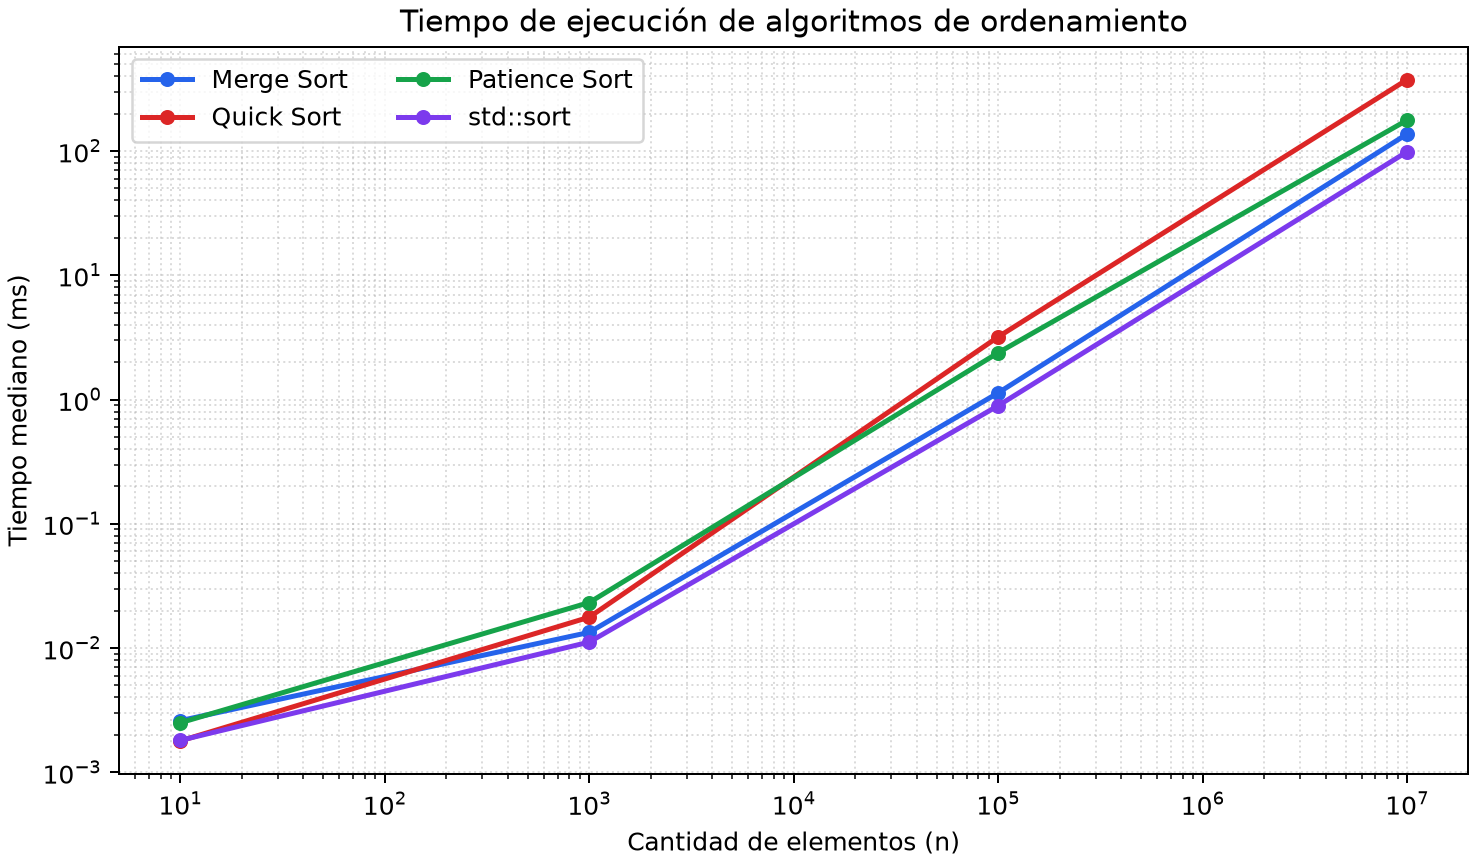 Tiempo de ejecución de algoritmos de ordenamiento
Merge Sort
Quick Sort
Patience Sort
std::sort
Tiempo mediano (ms)
10²
10¹
10⁰
10⁻¹
10⁻²
10⁻³
10¹ 10² 10³ 10⁴ 10⁵ 10⁶ 10⁷
Cantidad de elementos (n)